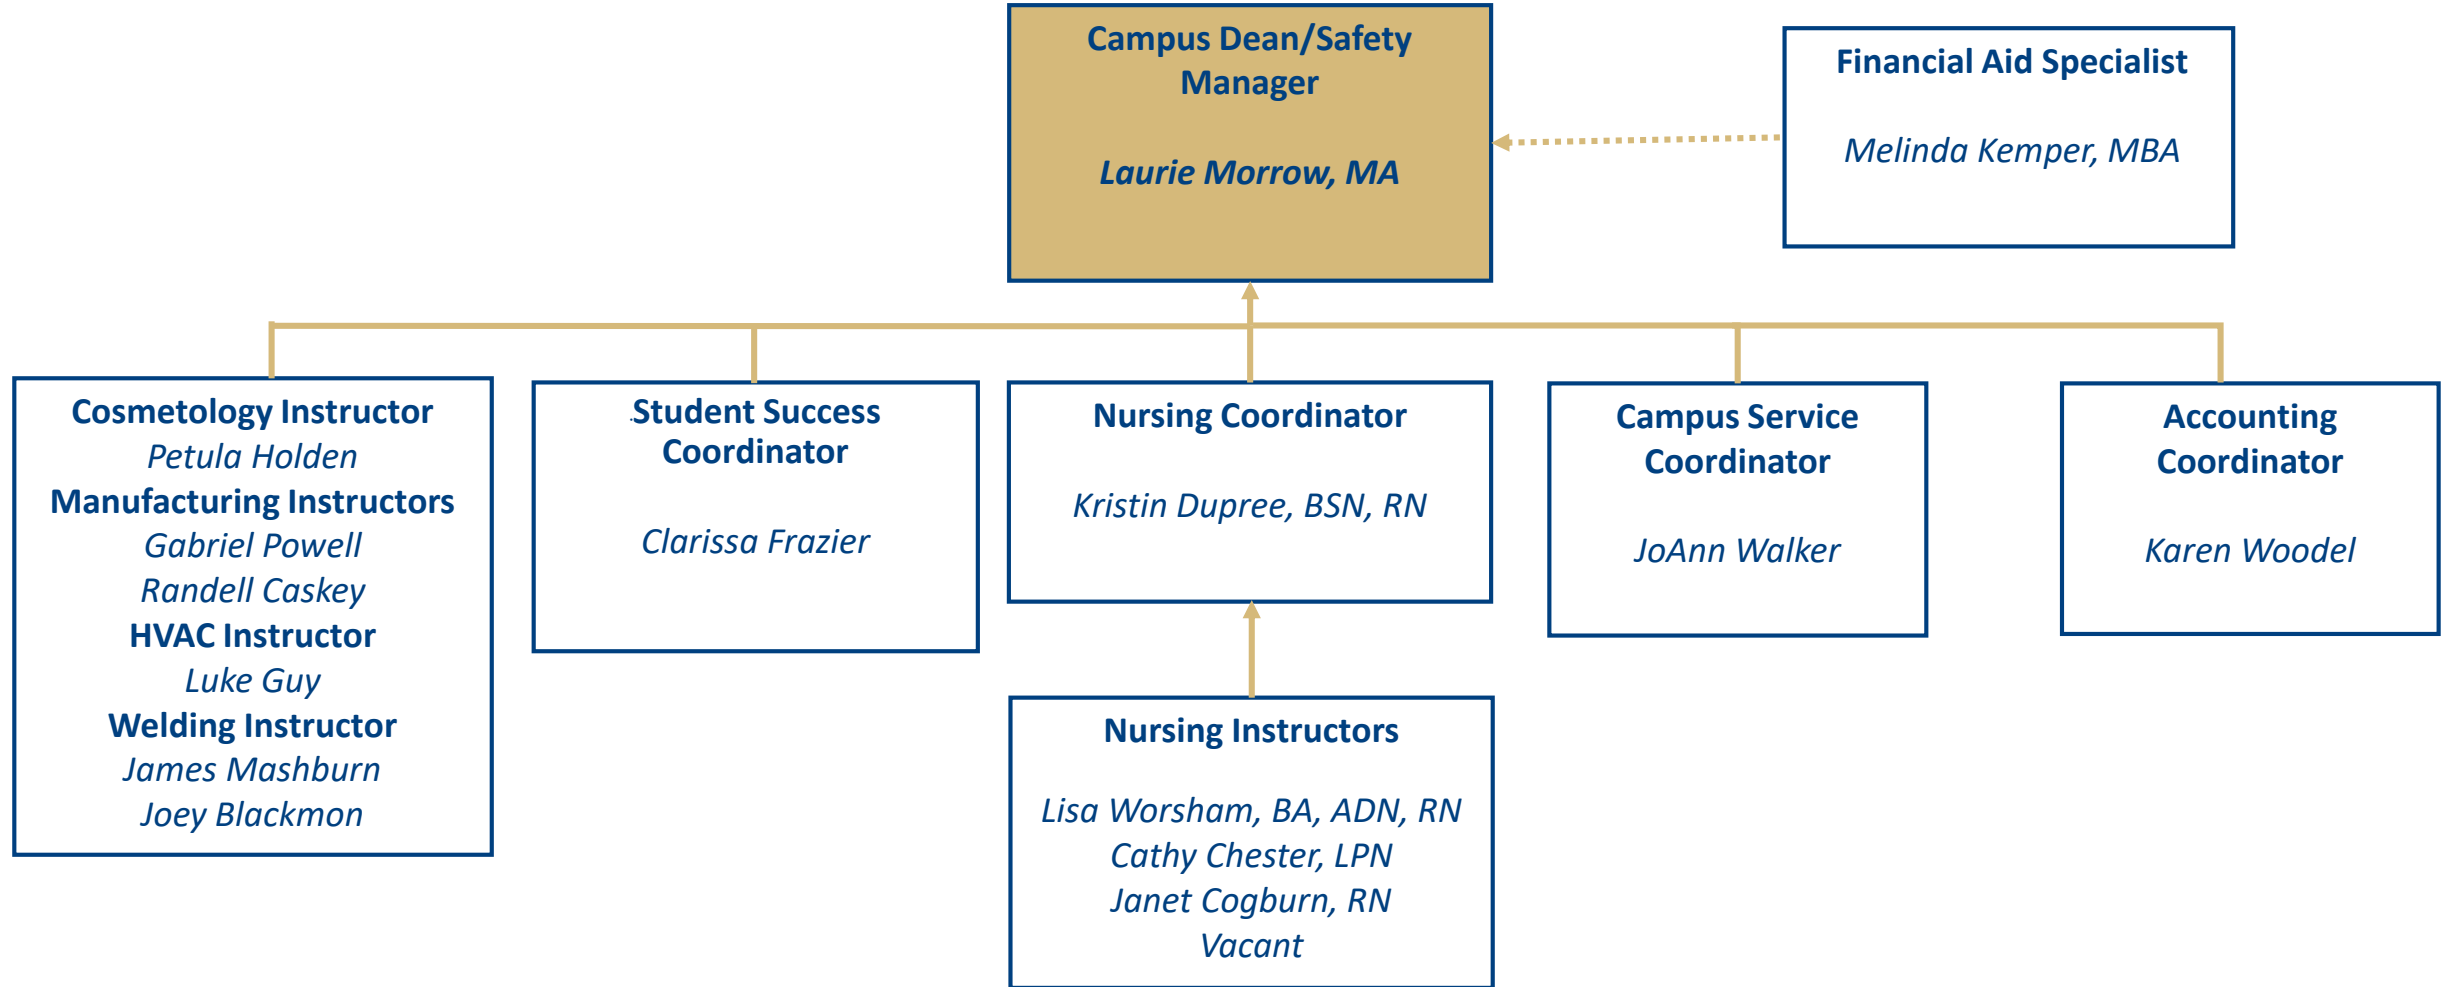 Campus Dean/Safety
Manager
Laurie Morrow, MA
Financial Aid Specialist
Melinda Kemper, MBA
Cosmetology Instructor
Petula Holden
Manufacturing Instructors
Gabriel Powell
Randell Caskey
HVAC Instructor
Luke Guy
Welding Instructor
James Mashburn
Joey Blackmon
.Student Success
Coordinator
Clarissa Frazier
Nursing Coordinator
Kristin Dupree, BSN, RN
Campus Service
Coordinator
JoAnn Walker
Accounting
Coordinator
Karen Woodel
Nursing Instructors
Lisa Worsham, BA, ADN, RN
Cathy Chester, LPN
Janet Cogburn, RN
Vacant